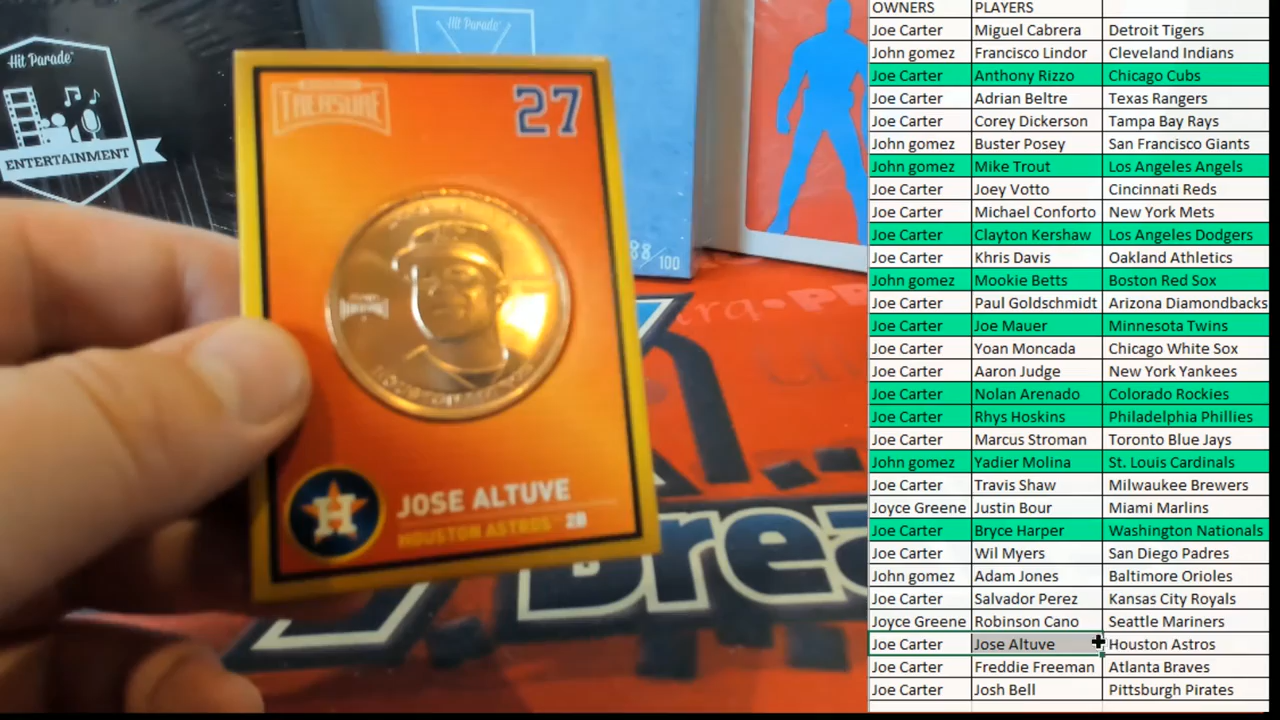 Hit Parade
ENTERTAINMENT
Hit Parade
88/100
TREASURE
27
JOSE ALTUVE
HOUSTON ASTROS 2B
H
Brea
OWNERS PLAYERS
Joe Carter Miguel Cabrera Detroit Tigers
John gomez Francisco Lindor Cleveland Indians
Joe Carter Anthony Rizzo Chicago Cubs
Joe Carter Adrian Beltre Texas Rangers
Joe Carter Corey Dickerson Tampa Bay Rays
Joe Carter Buster Posey San Francisco Giants
John gomez Mike Trout Los Angeles Angels
Joe Carter Joey Votto Cincinnati Reds
Joe Carter Michael Conforto New York Mets
Joe Carter Clayton Kershaw Los Angeles Dodgers
Joe Carter Khris Davis Oakland Athletics
John gomez Mookie Betts Boston Red Sox
Joe Carter Paul Goldschmidt Arizona Diamondbacks
Joe Carter Joe Mauer Minnesota Twins
Joe Carter Yoan Moncada Chicago White Sox
Joe Carter Aaron Judge New York Yankees
Joe Carter Nolan Arenado Colorado Rockies
Joe Carter Rhys Hoskins Philadelphia Phillies
Joe Carter Marcus Stroman Toronto Blue Jays
John gomez Yadier Molina St. Louis Cardinals
Joe Carter Travis Shaw Milwaukee Brewers
Joyce Greene Justin Bour Miami Marlins
Joe Carter Bryce Harper Washington Nationals
Joe Carter Wil Myers San Diego Padres
John gomez Adam Jones Baltimore Orioles
Joe Carter Salvador Perez Kansas City Royals
Joyce Greene Robinson Cano Seattle Mariners
Joe Carter Jose Altuve Houston Astros
Joe Carter Freddie Freeman Atlanta Braves
Joe Carter Josh Bell Pittsburgh Pirates